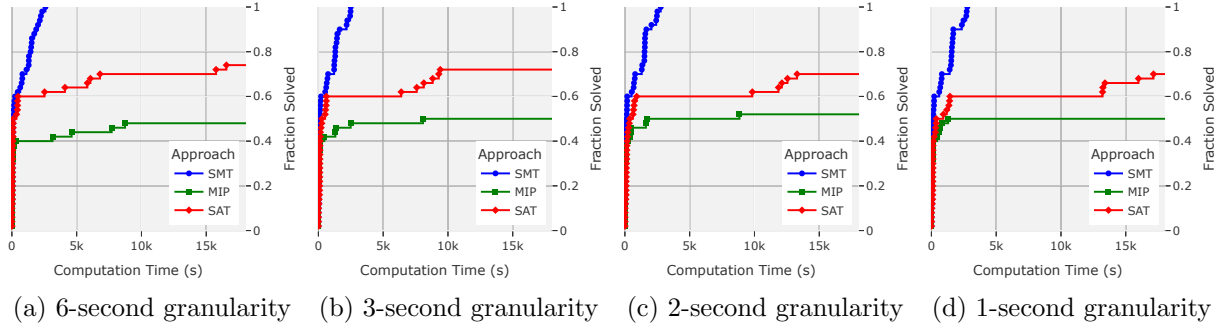 1
0.8
0.6
0.4
0.2
0
Fraction Solved
Approach
SMT
MIP
SAT
0 5k 10k 15k
Computation Time (s)
(a) 6-second granularity
1
0.8
0.6
0.4
0.2
0
Fraction Solved
Approach
SMT
MIP
SAT
0 5k 10k 15k
Computation Time (s)
(b) 3-second granularity
1
0.8
0.6
0.4
0.2
0
Fraction Solved
Approach
SMT
MIP
SAT
0 5k 10k 15k
Computation Time (s)
(c) 2-second granularity
1
0.8
0.6
0.4
0.2
0
Fraction Solved
Approach
SMT
MIP
SAT
0 5k 10k 15k
Computation Time (s)
(d) 1-second granularity